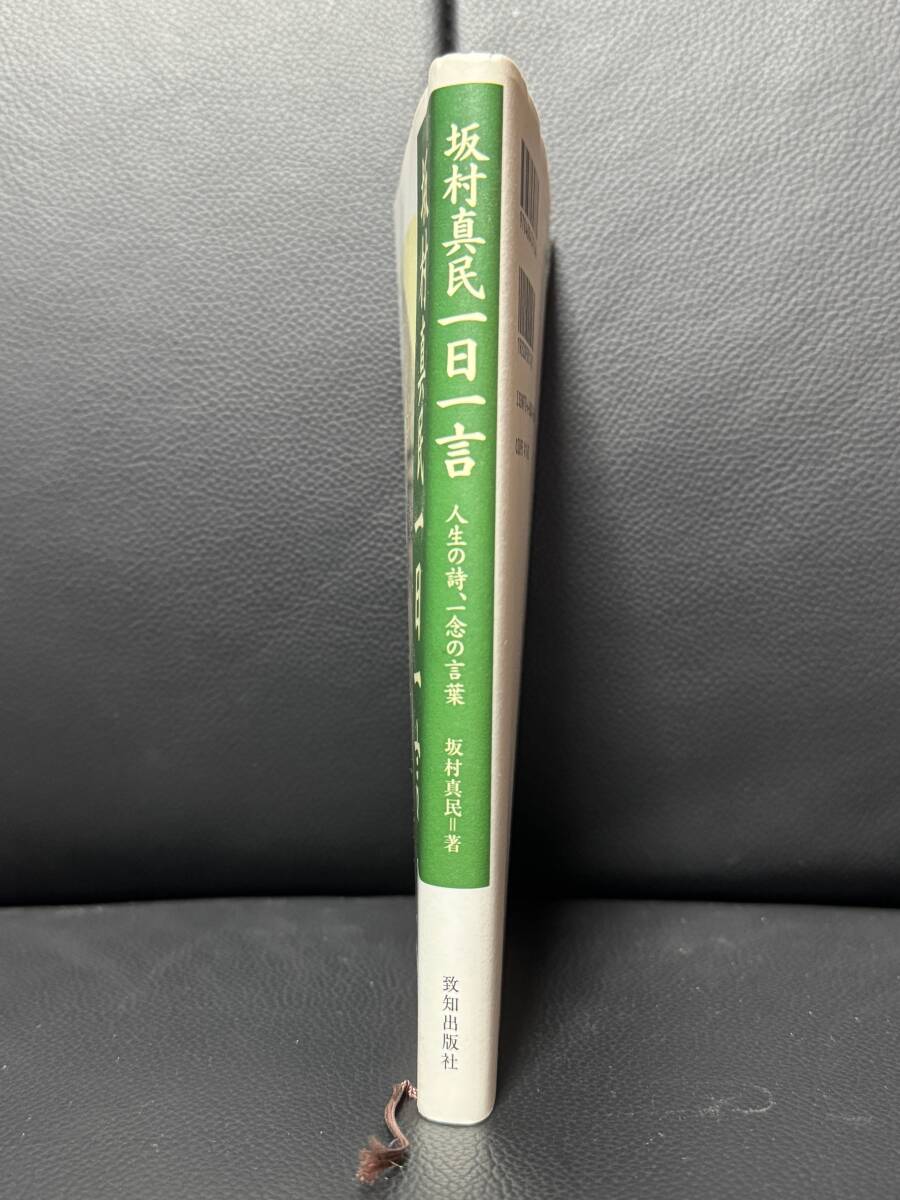 坂村真民一日一言
人生の詩、一念の言葉
坂村真民=著
致知出版社